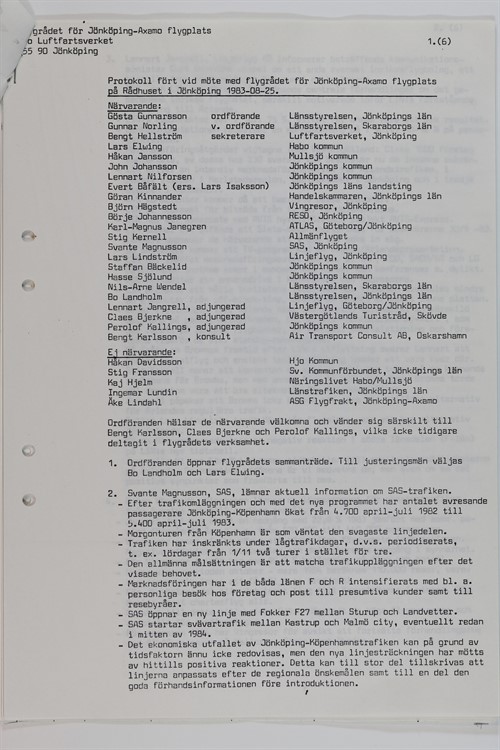 grådet för Jönköping-Axamo flygplats
o Luftfartsverket 1.(6)
55 90 Jönköping
Protokoll fört vid möte med flygrådet för Jönköping-Axamo flygplats
på Rådhuset i Jönköping 1983-08-25.
Närvarande:
Gösta Gunnarsson ordförande Länsstyrelsen, Jönköpings län
Gunnar Norling v. ordförande Länsstyrelsen, Skaraborgs län
Bengt Hellström sekreterare Luftfartsverket, Jönköping
Lars Elwing Habo kommun
Håkan Jansson Mullsjö kommun
John Johansson Jönköpings kommun
Lennart Nilforsen Jönköpings kommun
Evert Båfält (ers. Lars Isaksson) Jönköpings läns landsting
Göran Kinnander Handelskammaren, Jönköpings län
Björn Hägstedt Vingresor, Jönköping
Börje Johannesson RESO, Jönköping
Karl-Magnus Janegren ATLAS, Göteborg/Jönköping
Stig Kernell Allmänflyget
Svante Magnusson SAS, Jönköping
Lars Lindström Linjeflyg, Jönköping
Staffan Bäckelid Jönköpings kommun
Hasse Sjölund Jönköpings kommun
Nils-Arne Wendel Länsstyrelsen, Skaraborgs län
Bo Landholm Länsstyrelsen, Jönköpings län
Lennart Jangrell, adjungerad Linjeflyg, Göteborg/Jönköping
Claes Bjerkne , adjungerad Västergötlands Turistråd, Skövde
Perolof Kallings, adjungerad Jönköpings kommun
Bengt Karlsson , konsult Air Transport Consult AB, Oskarshamn
Ej närvarande:
Håkan Davidsson Hjo Kommun
Stig Fransson Sv. Kommunförbundet, Jönköpings län
Kaj Hjelm Näringslivet Habo/Mullsjö
Ingemar Lundin Länstrafiken, Jönköpings län
Åke Lindahl ASG Flygfrakt, Jönköping-Axamo
Ordföranden hälsar de närvarande välkomna och vänder sig särskilt till
Bengt Karlsson, Claes Bjerkne och Perolof Kallings, vilka icke tidigare
deltagit i flygrådets verksamhet.
1. Ordföranden öppnar flygrådets sammanträde. Till justeringsmän väljas
Bo Landholm och Lars Elwing.
2. Svante Magnusson, SAS, lämnar aktuell information om SAS-trafiken.
- Efter trafikomläggningen och med det nya programmet har antalet avresande
passagerare Jönköping-Köpenhamn ökat från 4.700 april-juli 1982 till
5.400 april-juli 1983.
- Morgonturen från Köpenhamn är som väntat den svagaste linjedelen.
- Trafiken har inskränkts under lågtrafikdagar, d.v.s. periodiserats,
t. ex. lördagar från 1/11 två turer i stället för tre.
- Den allmänna målsättningen är att matcha trafikuppläggningen efter det
visade behovet.
- Marknadsföringen har i de båda länen F och R intensifierats med bl. a.
personliga besök hos företag och post till presumtiva kunder samt till
resebyråer.
- SAS öppnar en ny linje med Fokker F27 mellan Sturup och Landvetter.
- SAS startar svävartrafik mellan Kastrup och Malmö city, eventuellt redan
i mitten av 1984.
- Det ekonomiska utfallet av Jönköping-Köpenhamnstrafiken kan på grund av
tidsfaktorn ännu icke redovisas, men den nya linjesträckningen har mötts
av hittills positiva reaktioner. Detta kan till stor del tillskrivas att
linjerna anpassats efter de regionala önskemålen samt till en del den
goda förhandsinformationen före introduktionen.